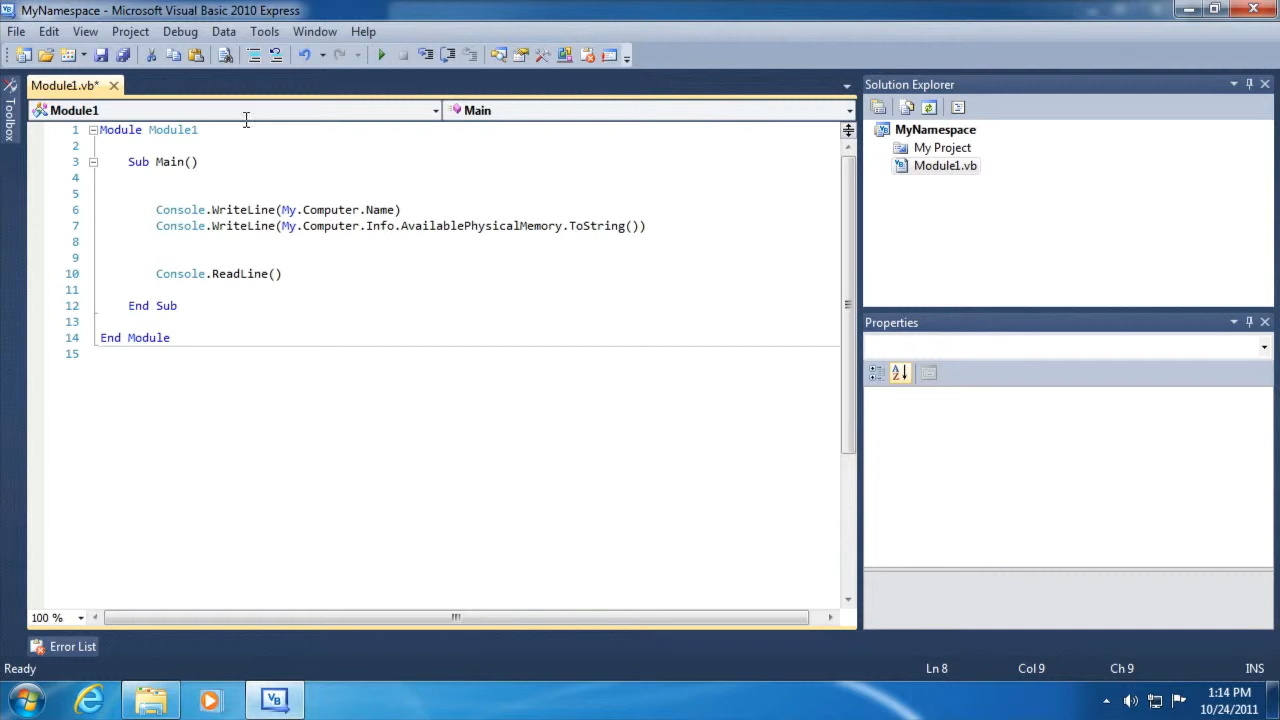 MyNamespace - Microsoft Visual Basic 2010 Express
File Edit View Project Debug Data Tools Window Help
Toolbox
Module1.vb*
Module1
Main
1 Module Module1
2
3 Sub Main()
4
5
6 Console.WriteLine(My.Computer.Name)
7 Console.WriteLine(My.Computer.Info.AvailablePhysicalMemory.ToString())
8
9
10 Console.ReadLine()
11
12 End Sub
13
14 End Module
15
100 %
Solution Explorer
MyNamespace
My Project
Module1.vb
Properties
Error List
Ready
Ln 8 Col 9 Ch 9 INS
1:14 PM
10/24/2011